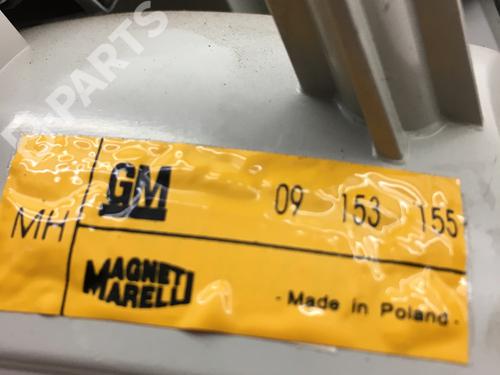 B-PARTS
MH
GM
09 153 155
MAGNETI
MARELLI
- Made in Poland -